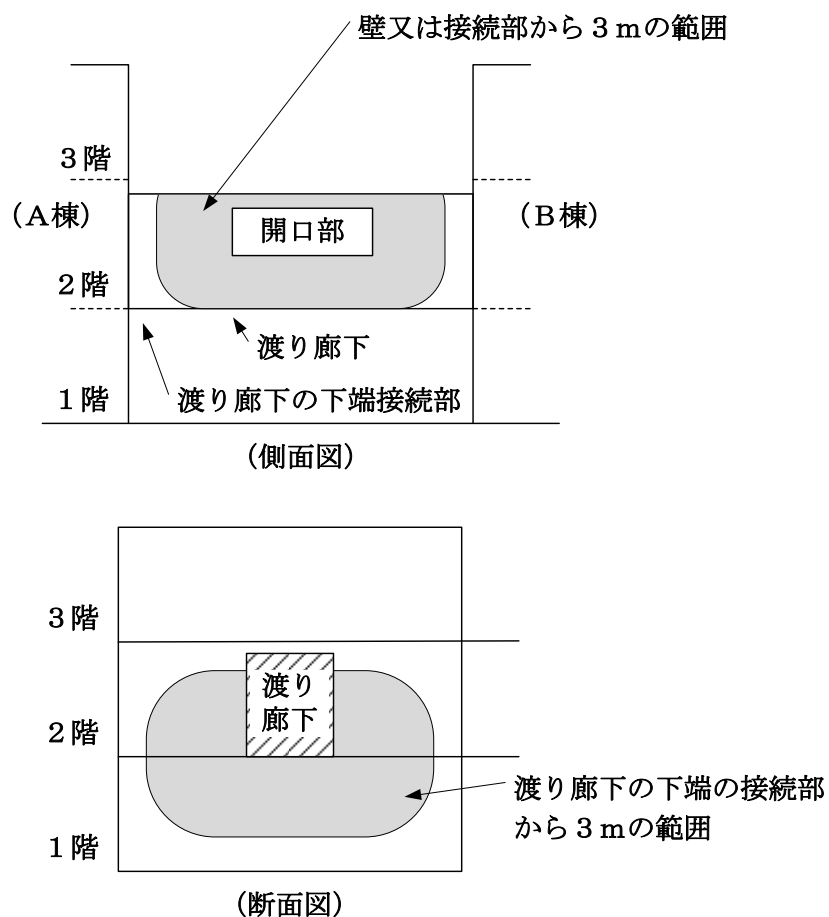 壁又は接続部から３ｍの範囲
３階
（Ａ棟）
（Ｂ棟）
開口部
２階
渡り廊下
１階
渡り廊下の下端接続部
（側面図）
３階
渡り
廊下
２階
渡り廊下の下端の接続部
から３ｍの範囲
１階
（断面図）